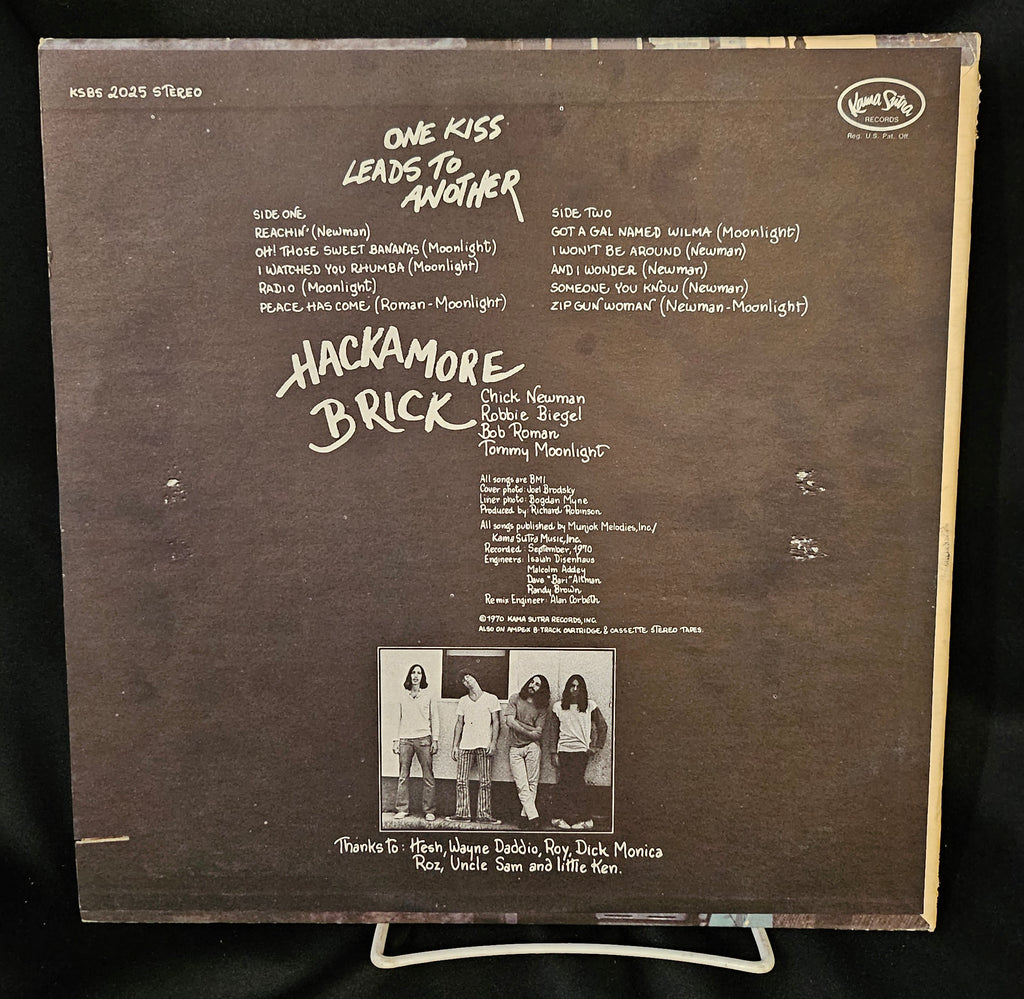 KSBS 2025 STEREO
Kama Sutra
RECORDS
Reg. U.S. Pat. Off.
ONE KISS
LEADS TO
ANOTHER
SIDE ONE
REACHIN' (Newman)
OH! THOSE SWEET BANANAS (Moonlight)
I WATCHED YOU RHUMBA (Moonlight)
RADIO (Moonlight)
PEACE HAS COME (Roman-Moonlight)
SIDE TWO
GOT A GAL NAMED WILMA (Moonlight)
I WON'T BE AROUND (Newman)
AND I WONDER (Newman)
SOMEONE YOU KNOW (Newman)
ZIP GUN WOMAN (Newman-Moonlight)
HACKAMORE
BRICK
Chick Newman
Robbie Biegel
Bob Roman
Tommy Moonlight
All songs are BMI
Cover photo: Joel Brodsky
Liner photo: Bogdan Myne
Produced by: Richard Robinson
All songs published by Munjok Melodies, Inc./
Kama Sutra Music, Inc.
Recorded: September, 1970
Engineers: Isaiah Disenhaus
Malcolm Addey
Dave "Bari" Altman
Randy Brown
Remix Engineer: Alan Corbeth
© 1970 KAMA SUTRA RECORDS, INC.
ALSO ON AMPEX 8-TRACK CARTRIDGE & CASSETTE STEREO TAPES.
Thanks to: Hesh, Wayne Daddio, Roy, Dick Monica
Roz, Uncle Sam and little Ken.